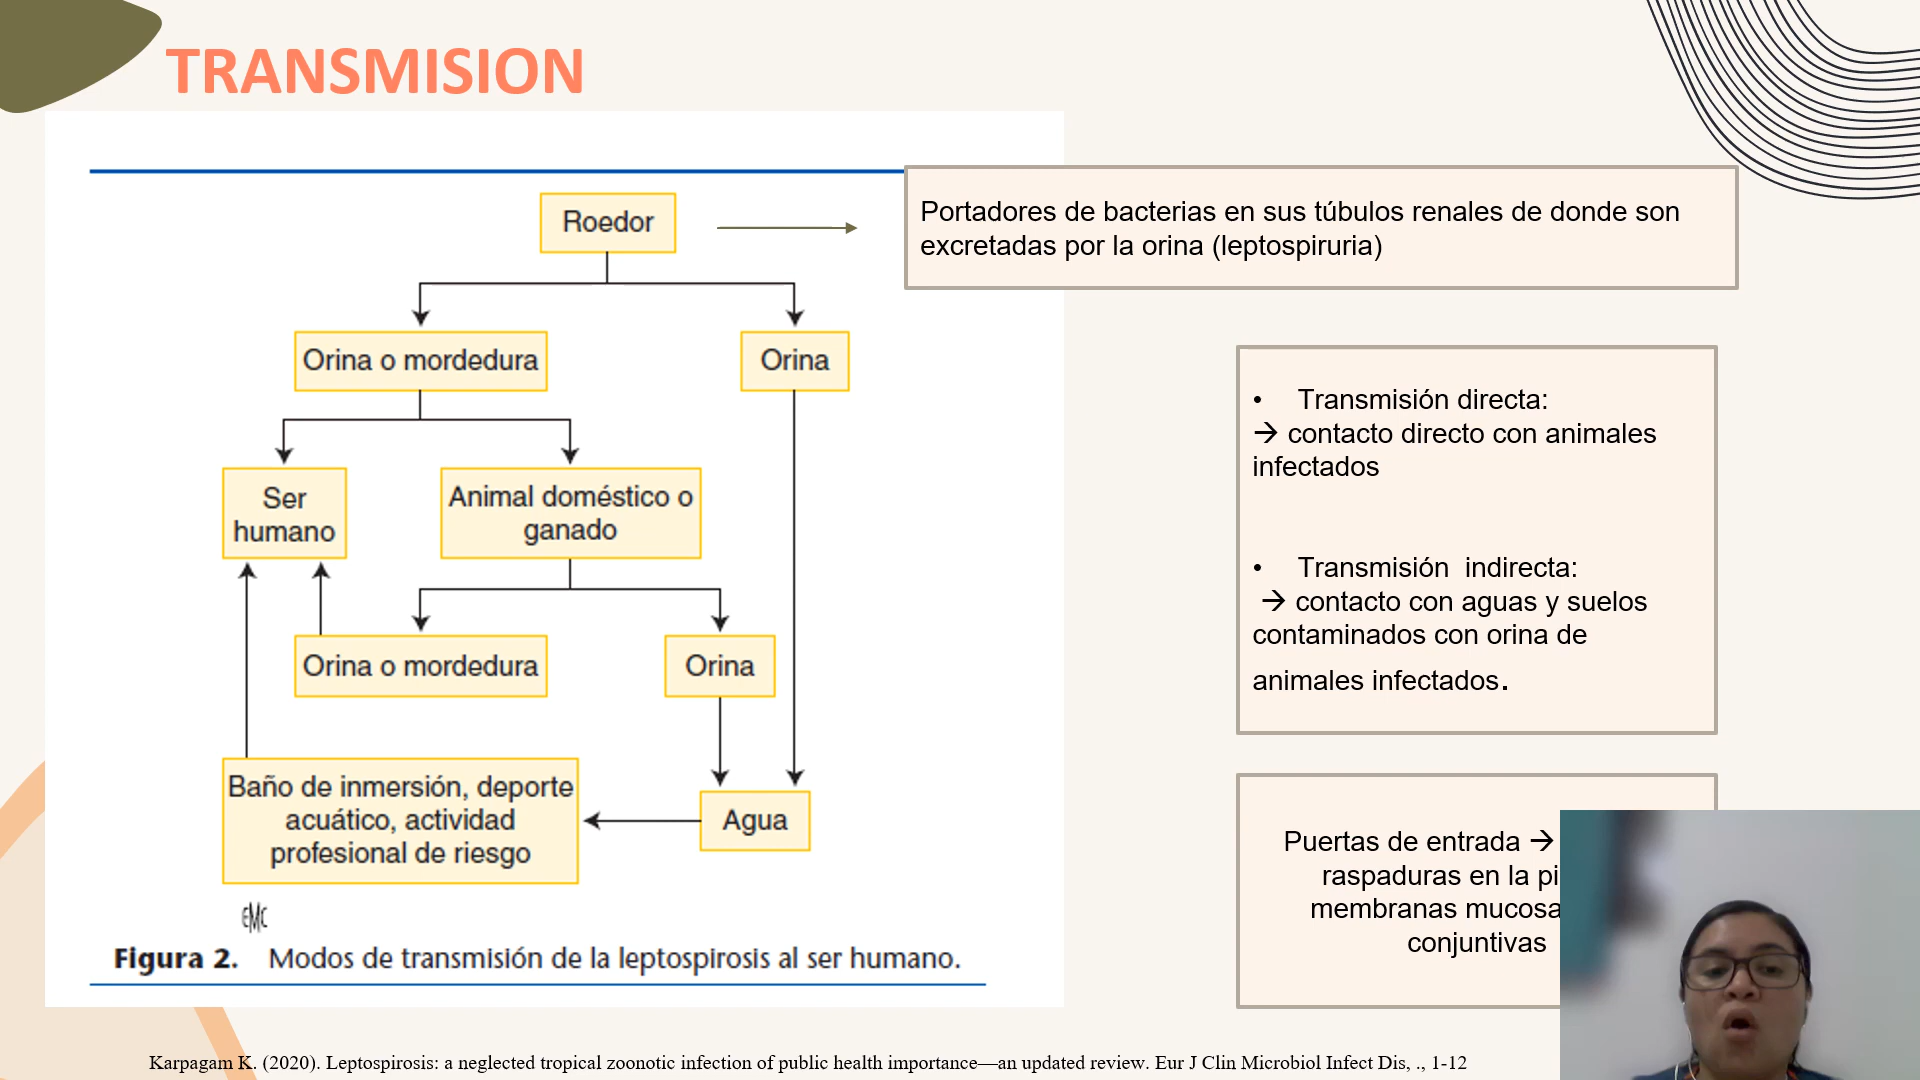 TRANSMISION
Roedor
Portadores de bacterias en sus túbulos renales de donde son
excretadas por la orina (leptospiruria)
Orina o mordedura
Orina
Ser
humano
Animal doméstico o
ganado
Orina o mordedura
Orina
Baño de inmersión, deporte
acuático, actividad
profesional de riesgo
Agua
EMC
Figura 2. Modos de transmisión de la leptospirosis al ser humano.
• Transmisión directa:
→ contacto directo con animales
infectados
• Transmisión indirecta:
→ contacto con aguas y suelos
contaminados con orina de
animales infectados.
Puertas de entrada →
raspaduras en la
membranas
conjuntivas
Karpagam K. (2020). Leptospirosis: a neglected tropical zoonotic infection of public health importance—an updated review. Eur J Clin Microbiol Infect Dis, ., 1-12